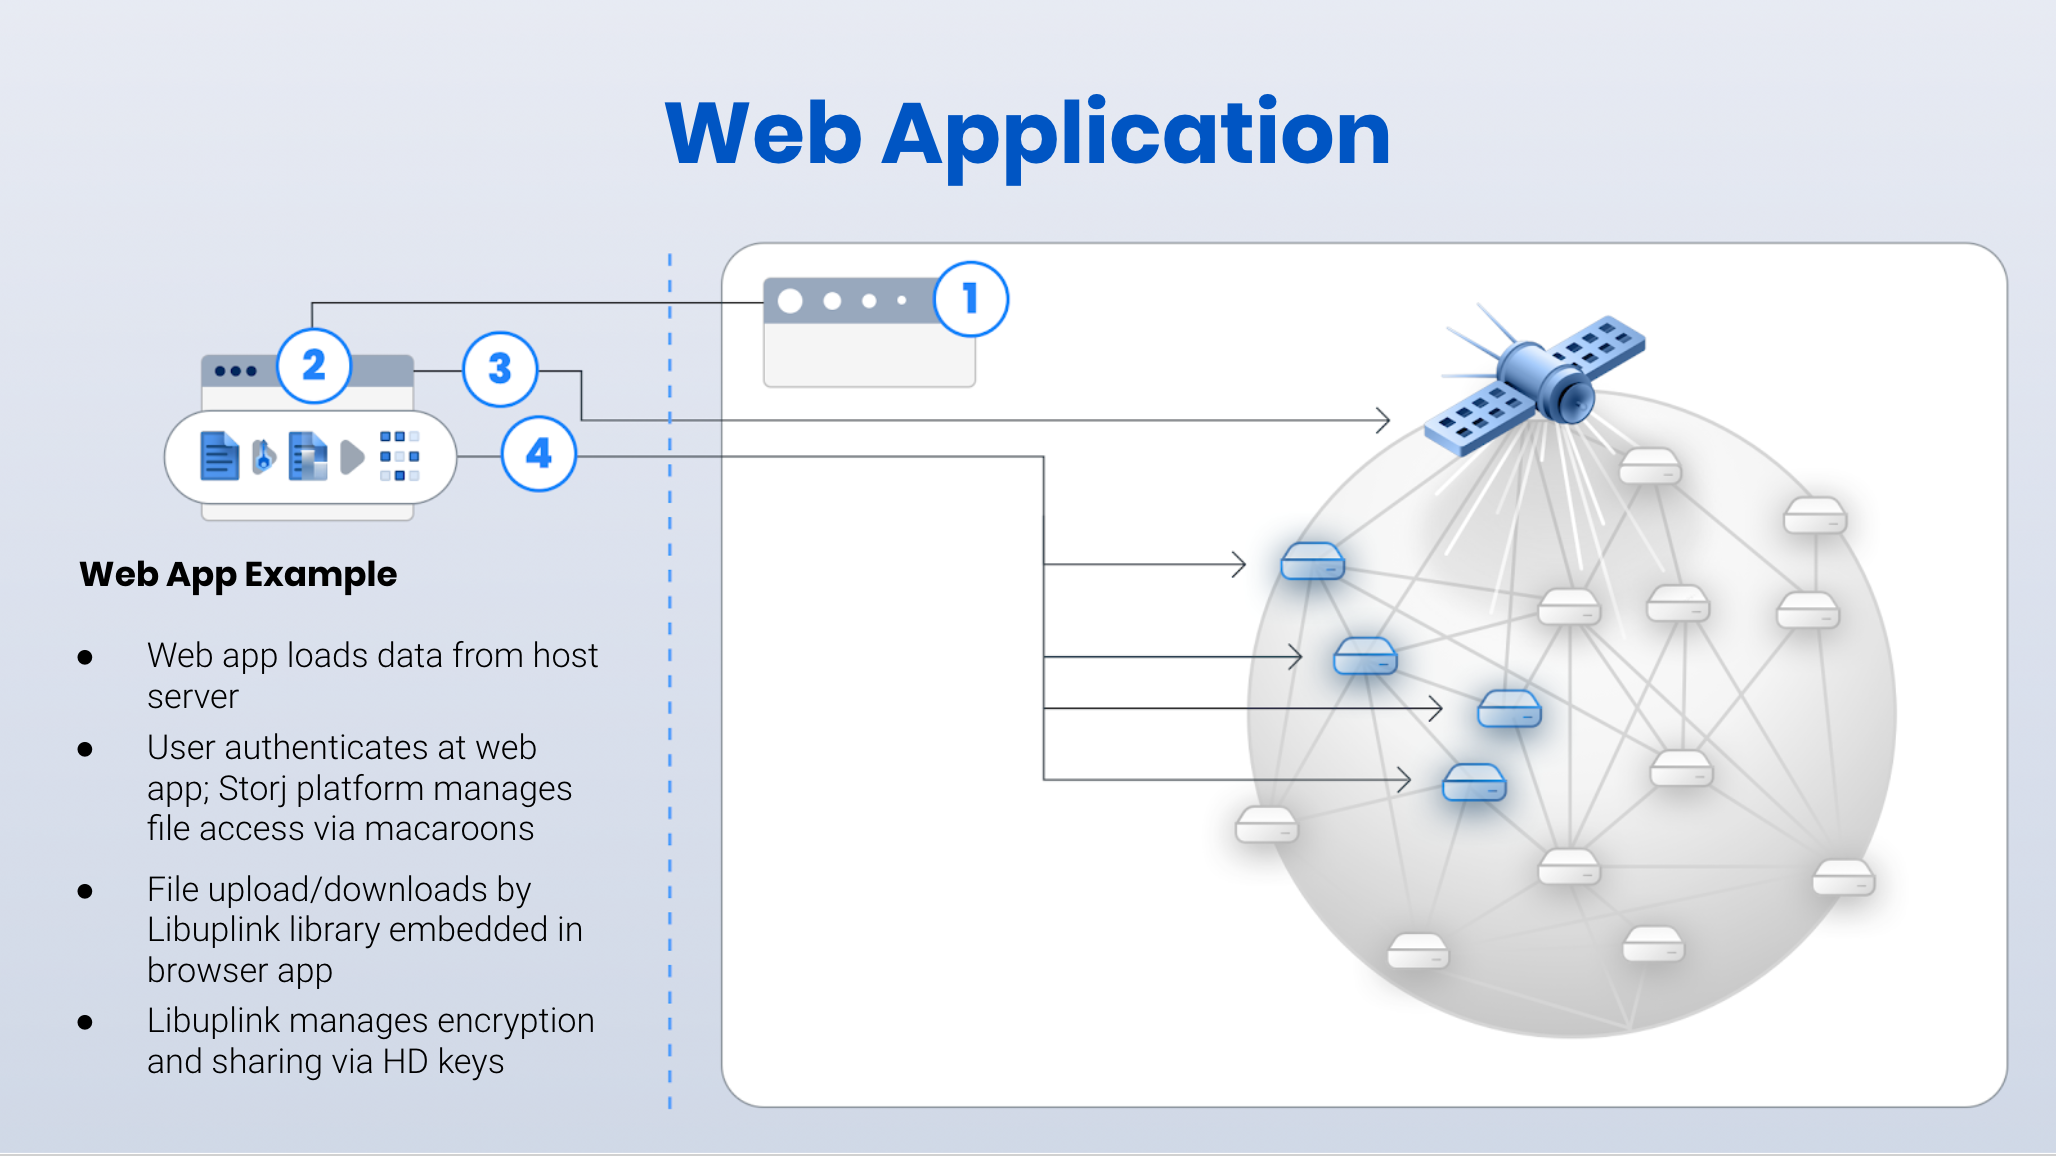 Web Application
1
2
3
4
Web App Example
● Web app loads data from host
server
● User authenticates at web
app; Storj platform manages
file access via macaroons
● File upload/downloads by
Libuplink library embedded in
browser app
● Libuplink manages encryption
and sharing via HD keys